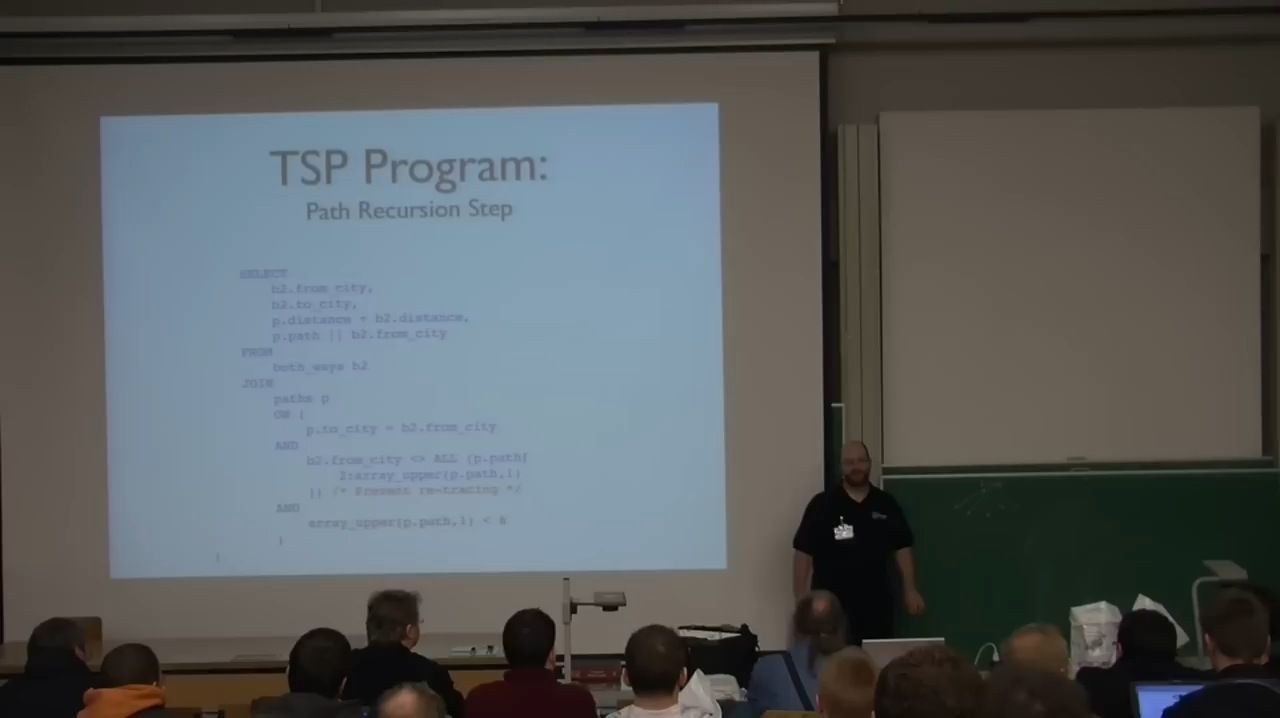 TSP Program:
Path Recursion Step
SELECT
b2.from_city,
b2.to_city,
p.distance + b2.distance,
p.path || b2.from_city
FROM
both_ways b2
JOIN
paths p
ON (
p.to_city = b2.from_city
AND
b2.from_city <> ALL (p.path[
2:array_upper(p.path,1)
]) /* Prevent re-tracing */
AND
array_upper(p.path,1) <
)
)